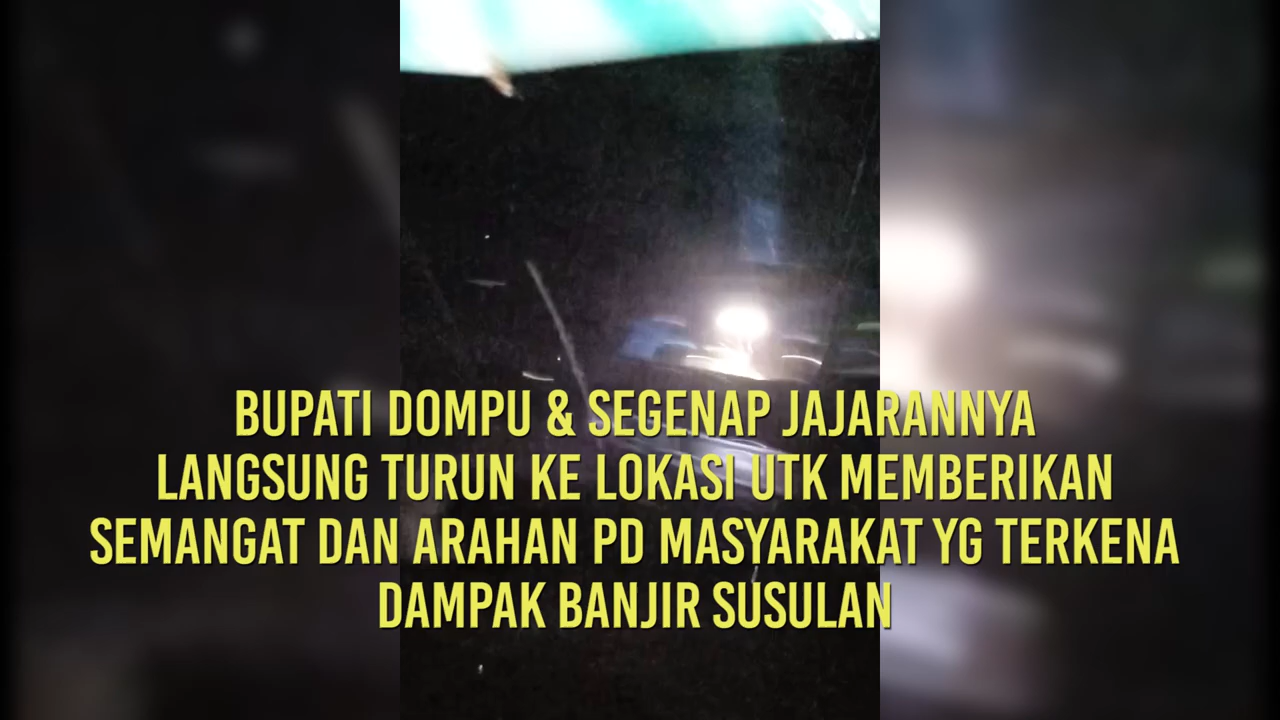 BUPATI DOMPU & SEGENAP JAJARANNYA
LANGSUNG TURUN KE LOKASI UTK MEMBERIKAN
SEMANGAT DAN ARAHAN PD MASYARAKAT YG TERKENA
DAMPAK BANJIR SUSULAN